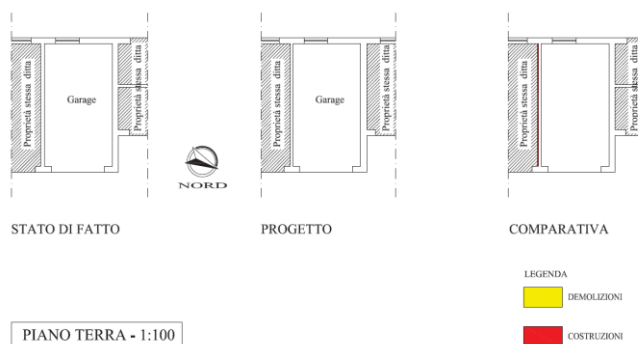 Proprietà stessa ditta
Garage
Proprietà stessa ditta
Proprietà stessa ditta
Garage
Proprietà stessa ditta
Proprietà stessa ditta
Garage
Proprietà stessa ditta
NORD
STATO DI FATTO
PROGETTO
COMPARATIVA
LEGENDA
DEMOLIZIONI
COSTRUZIONI
PIANO TERRA - 1:100